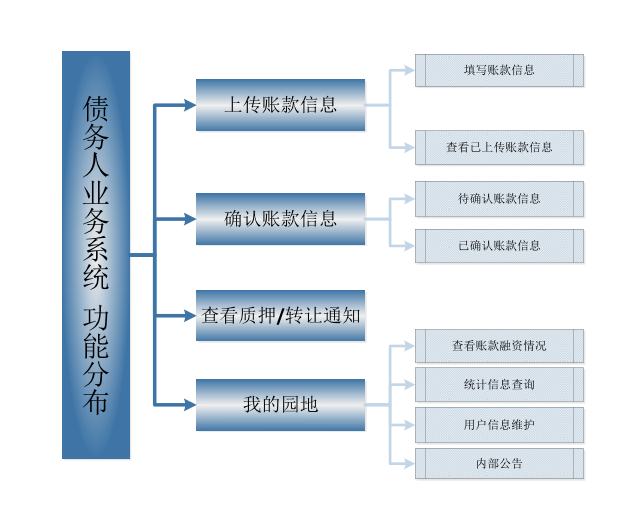 债务人业务系统 功能分布
上传账款信息
填写账款信息
查看已上传账款信息
确认账款信息
待确认账款信息
已确认账款信息
查看质押/转让通知
我的园地
查看账款融资情况
统计信息查询
用户信息维护
内部公告